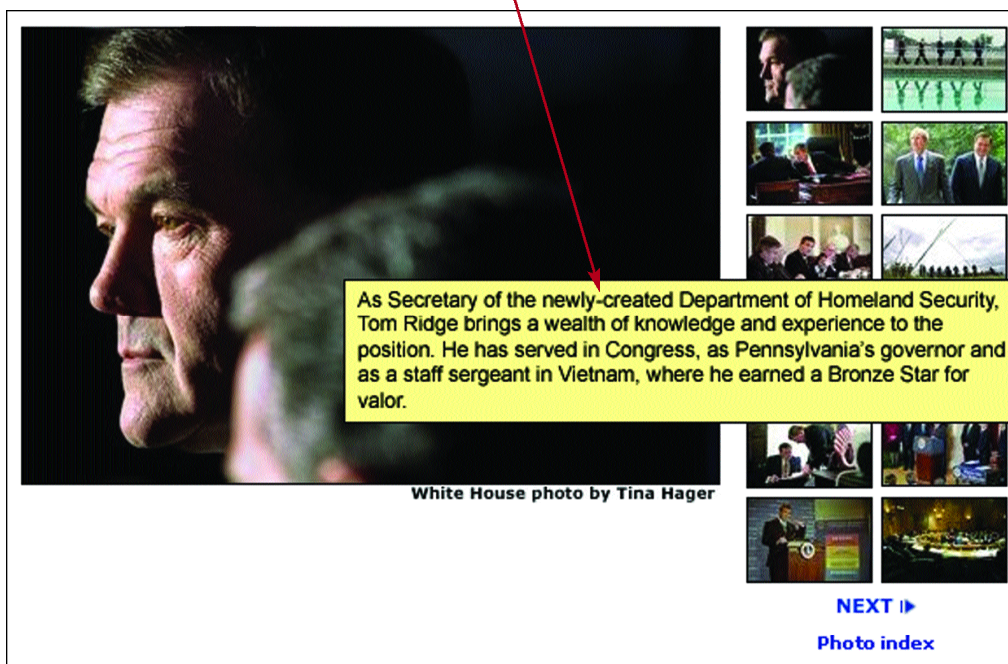 As Secretary of the newly-created Department of Homeland Security,
Tom Ridge brings a wealth of knowledge and experience to the
position. He has served in Congress, as Pennsylvania's governor and
as a staff sergeant in Vietnam, where he earned a Bronze Star for
valor.
White House photo by Tina Hager
NEXT
Photo index